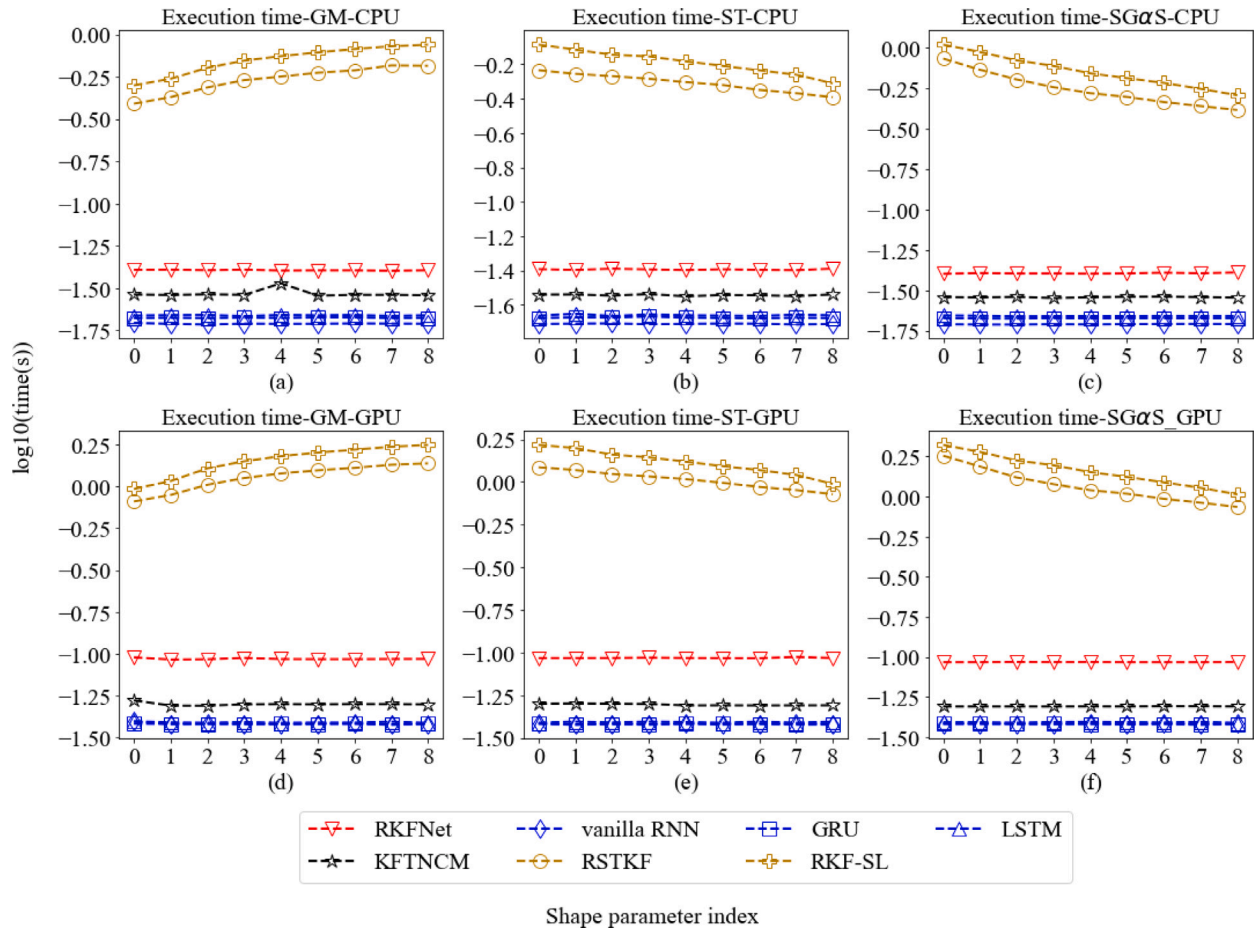 Execution time-GM-CPU
0.00
−0.25
−0.50
−0.75
−1.00
−1.25
−1.50
−1.75
0 1 2 3 4 5 6 7 8
(a)
Execution time-ST-CPU
−0.2
−0.4
−0.6
−0.8
−1.0
−1.2
−1.4
−1.6
0 1 2 3 4 5 6 7 8
(b)
Execution time-SGαS-CPU
0.00
−0.25
−0.50
−0.75
−1.00
−1.25
−1.50
−1.75
0 1 2 3 4 5 6 7 8
(c)
log10(time(s))
Execution time-GM-GPU
0.25
0.00
−0.25
−0.50
−0.75
−1.00
−1.25
−1.50
0 1 2 3 4 5 6 7 8
(d)
Execution time-ST-GPU
0.25
0.00
−0.25
−0.50
−0.75
−1.00
−1.25
−1.50
0 1 2 3 4 5 6 7 8
(e)
Execution time-SGαS_GPU
0.25
0.00
−0.25
−0.50
−0.75
−1.00
−1.25
−1.50
0 1 2 3 4 5 6 7 8
(f)
RKFNet vanilla RNN GRU LSTM
KFTNCM RSTKF RKF-SL
Shape parameter index